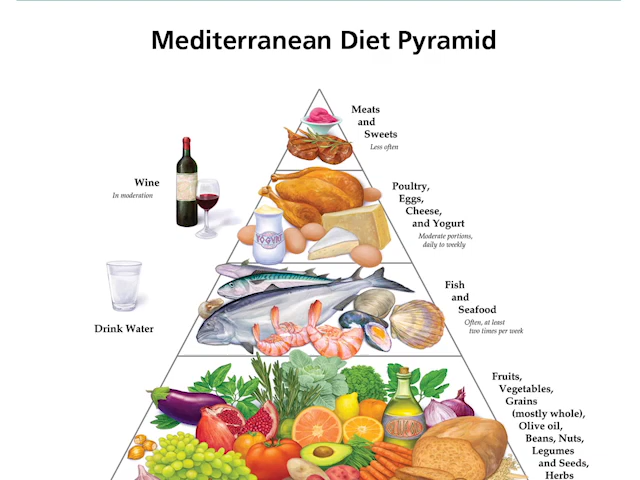 Mediterranean Diet Pyramid
Meats
and
Sweets
Less often
Wine
In moderation
Poultry,
Eggs,
Cheese,
and Yogurt
Moderate portions,
daily to weekly
YOGURT
Drink Water
Fish
and
Seafood
Often, at least
two times per week
Fruits,
Vegetables,
Grains
(mostly whole),
Olive oil,
Beans, Nuts,
Legumes
and Seeds,
Herbs